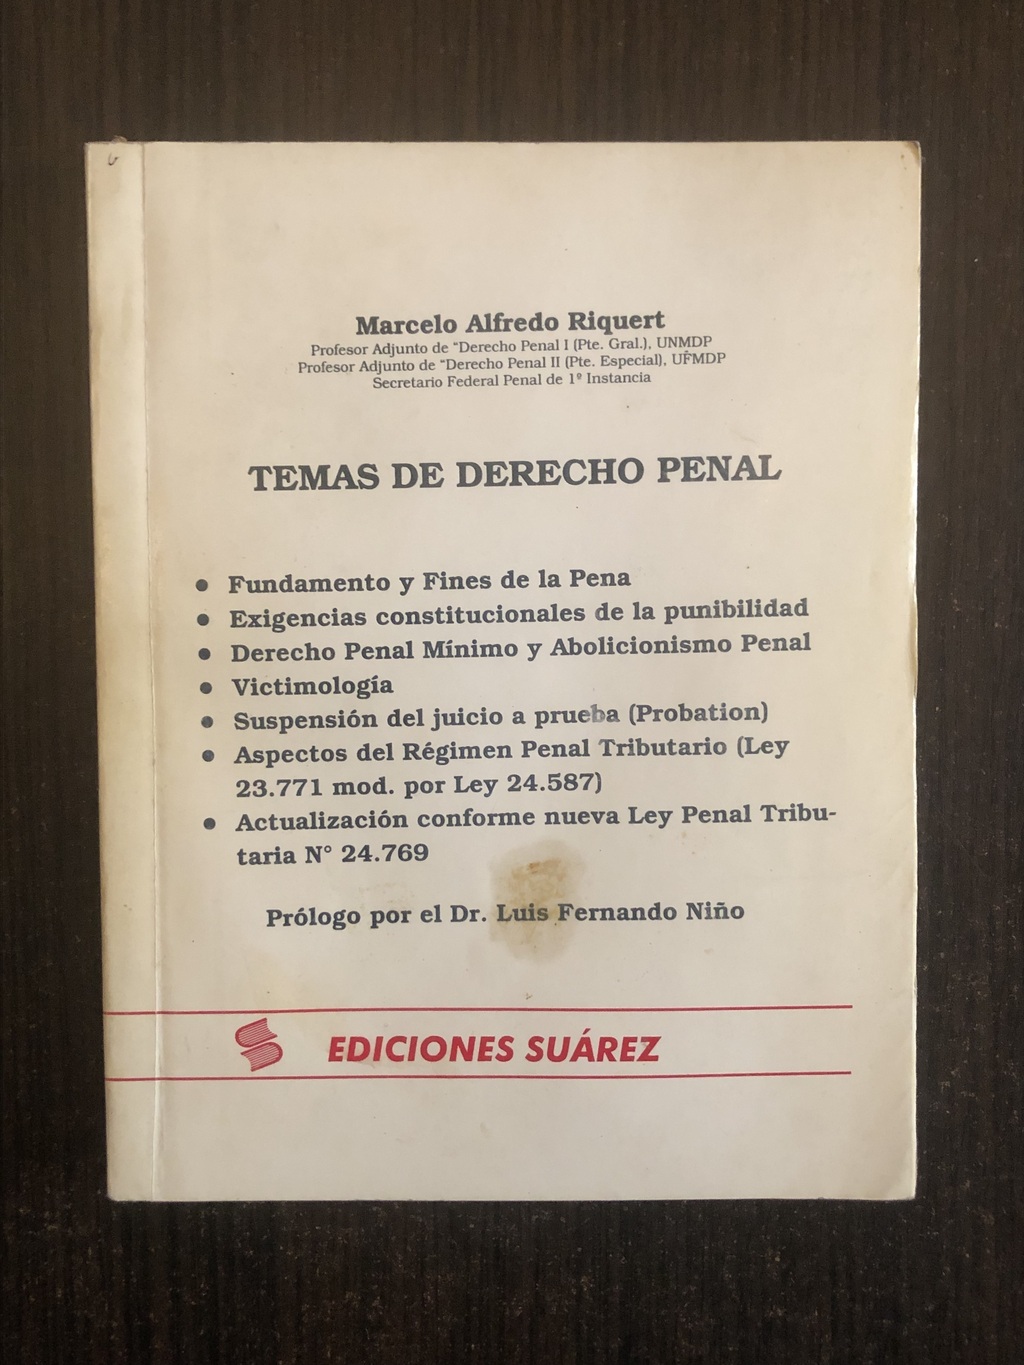 Marcelo Alfredo Riquert
Profesor Adjunto de "Derecho Penal I (Pte. Gral.), UNMDP
Profesor Adjunto de "Derecho Penal II (Pte. Especial), UFMDP
Secretario Federal Penal de 1º Instancia
TEMAS DE DERECHO PENAL
● Fundamento y Fines de la Pena
● Exigencias constitucionales de la punibilidad
● Derecho Penal Mínimo y Abolicionismo Penal
● Victimología
● Suspensión del juicio a prueba (Probation)
● Aspectos del Régimen Penal Tributario (Ley
23.771 mod. por Ley 24.587)
● Actualización conforme nueva Ley Penal Tribu-
taria N° 24.769
Prólogo por el Dr. Luis Fernando Niño
EDICIONES SUÁREZ